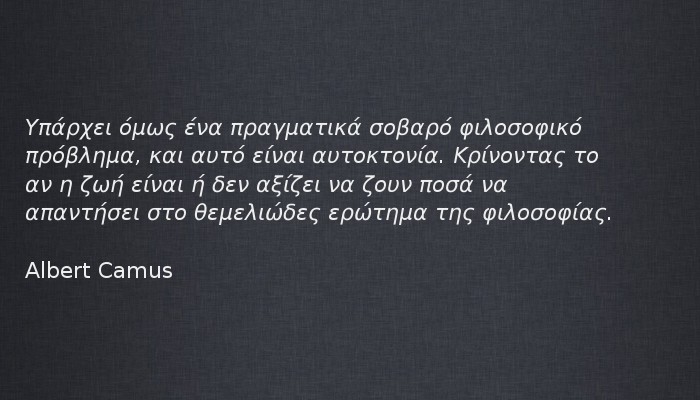 Υπάρχει όμως ένα πραγματικά σοβαρό φιλοσοφικό
πρόβλημα, και αυτό είναι αυτοκτονία. Κρίνοντας το
αν η ζωή είναι ή δεν αξίζει να ζουν ποσά να
απαντήσει στο θεμελιώδες ερώτημα της φιλοσοφίας.
Albert Camus